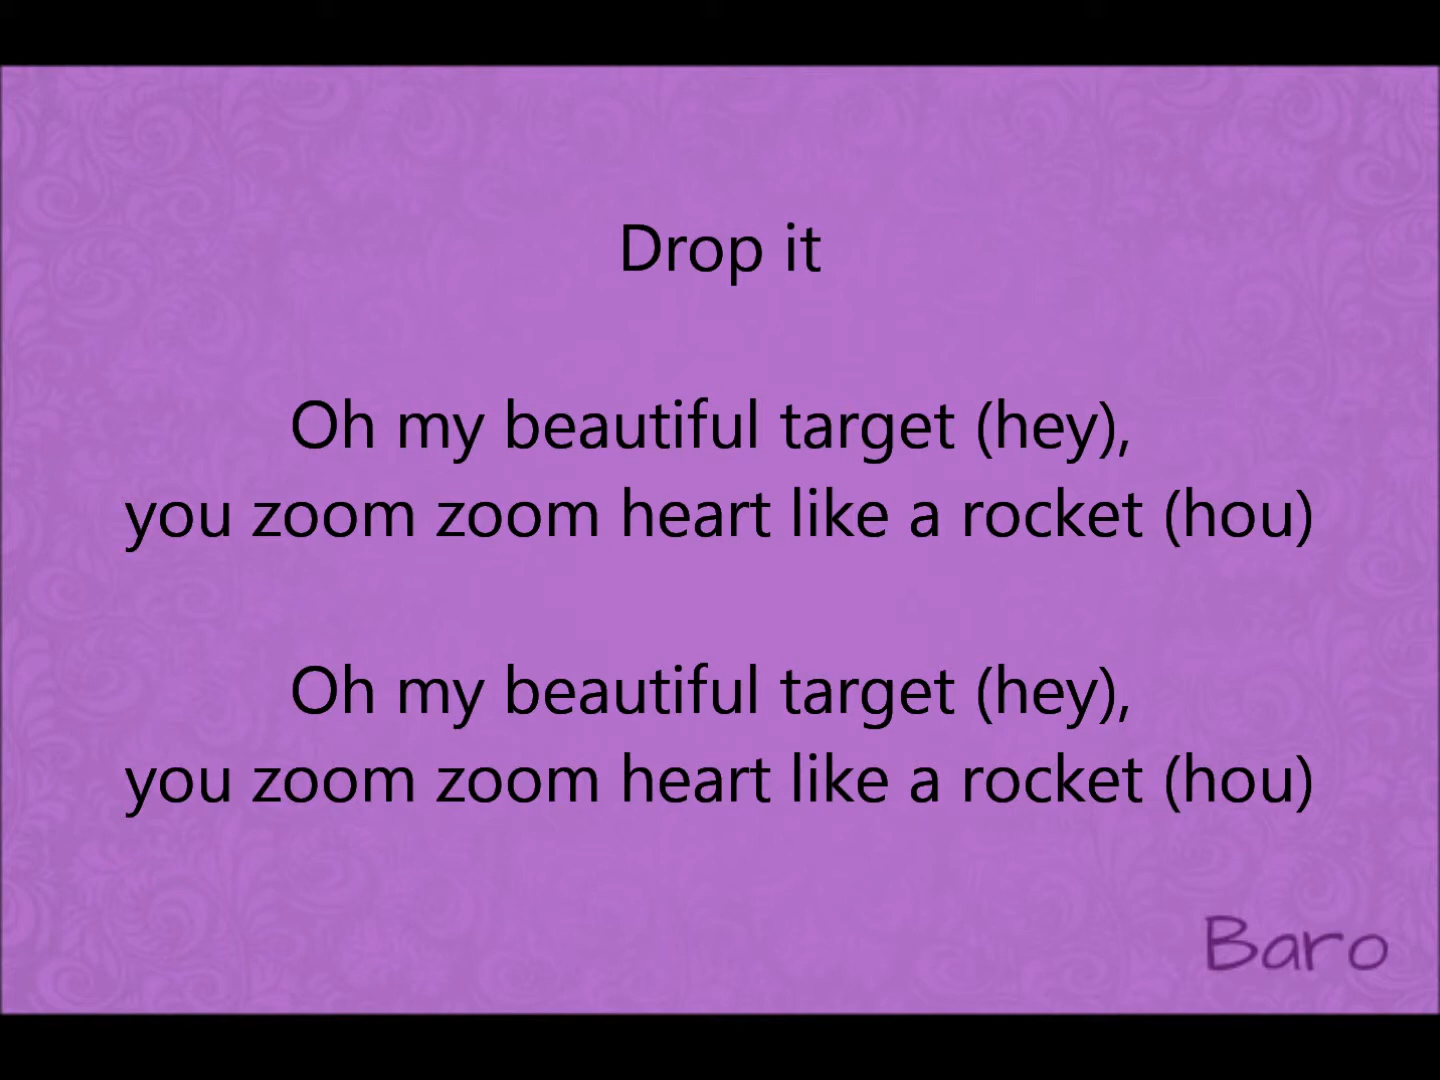 Drop it
Oh my beautiful target (hey),
you zoom zoom heart like a rocket (hou)
Oh my beautiful target (hey),
you zoom zoom heart like a rocket (hou)
Baro